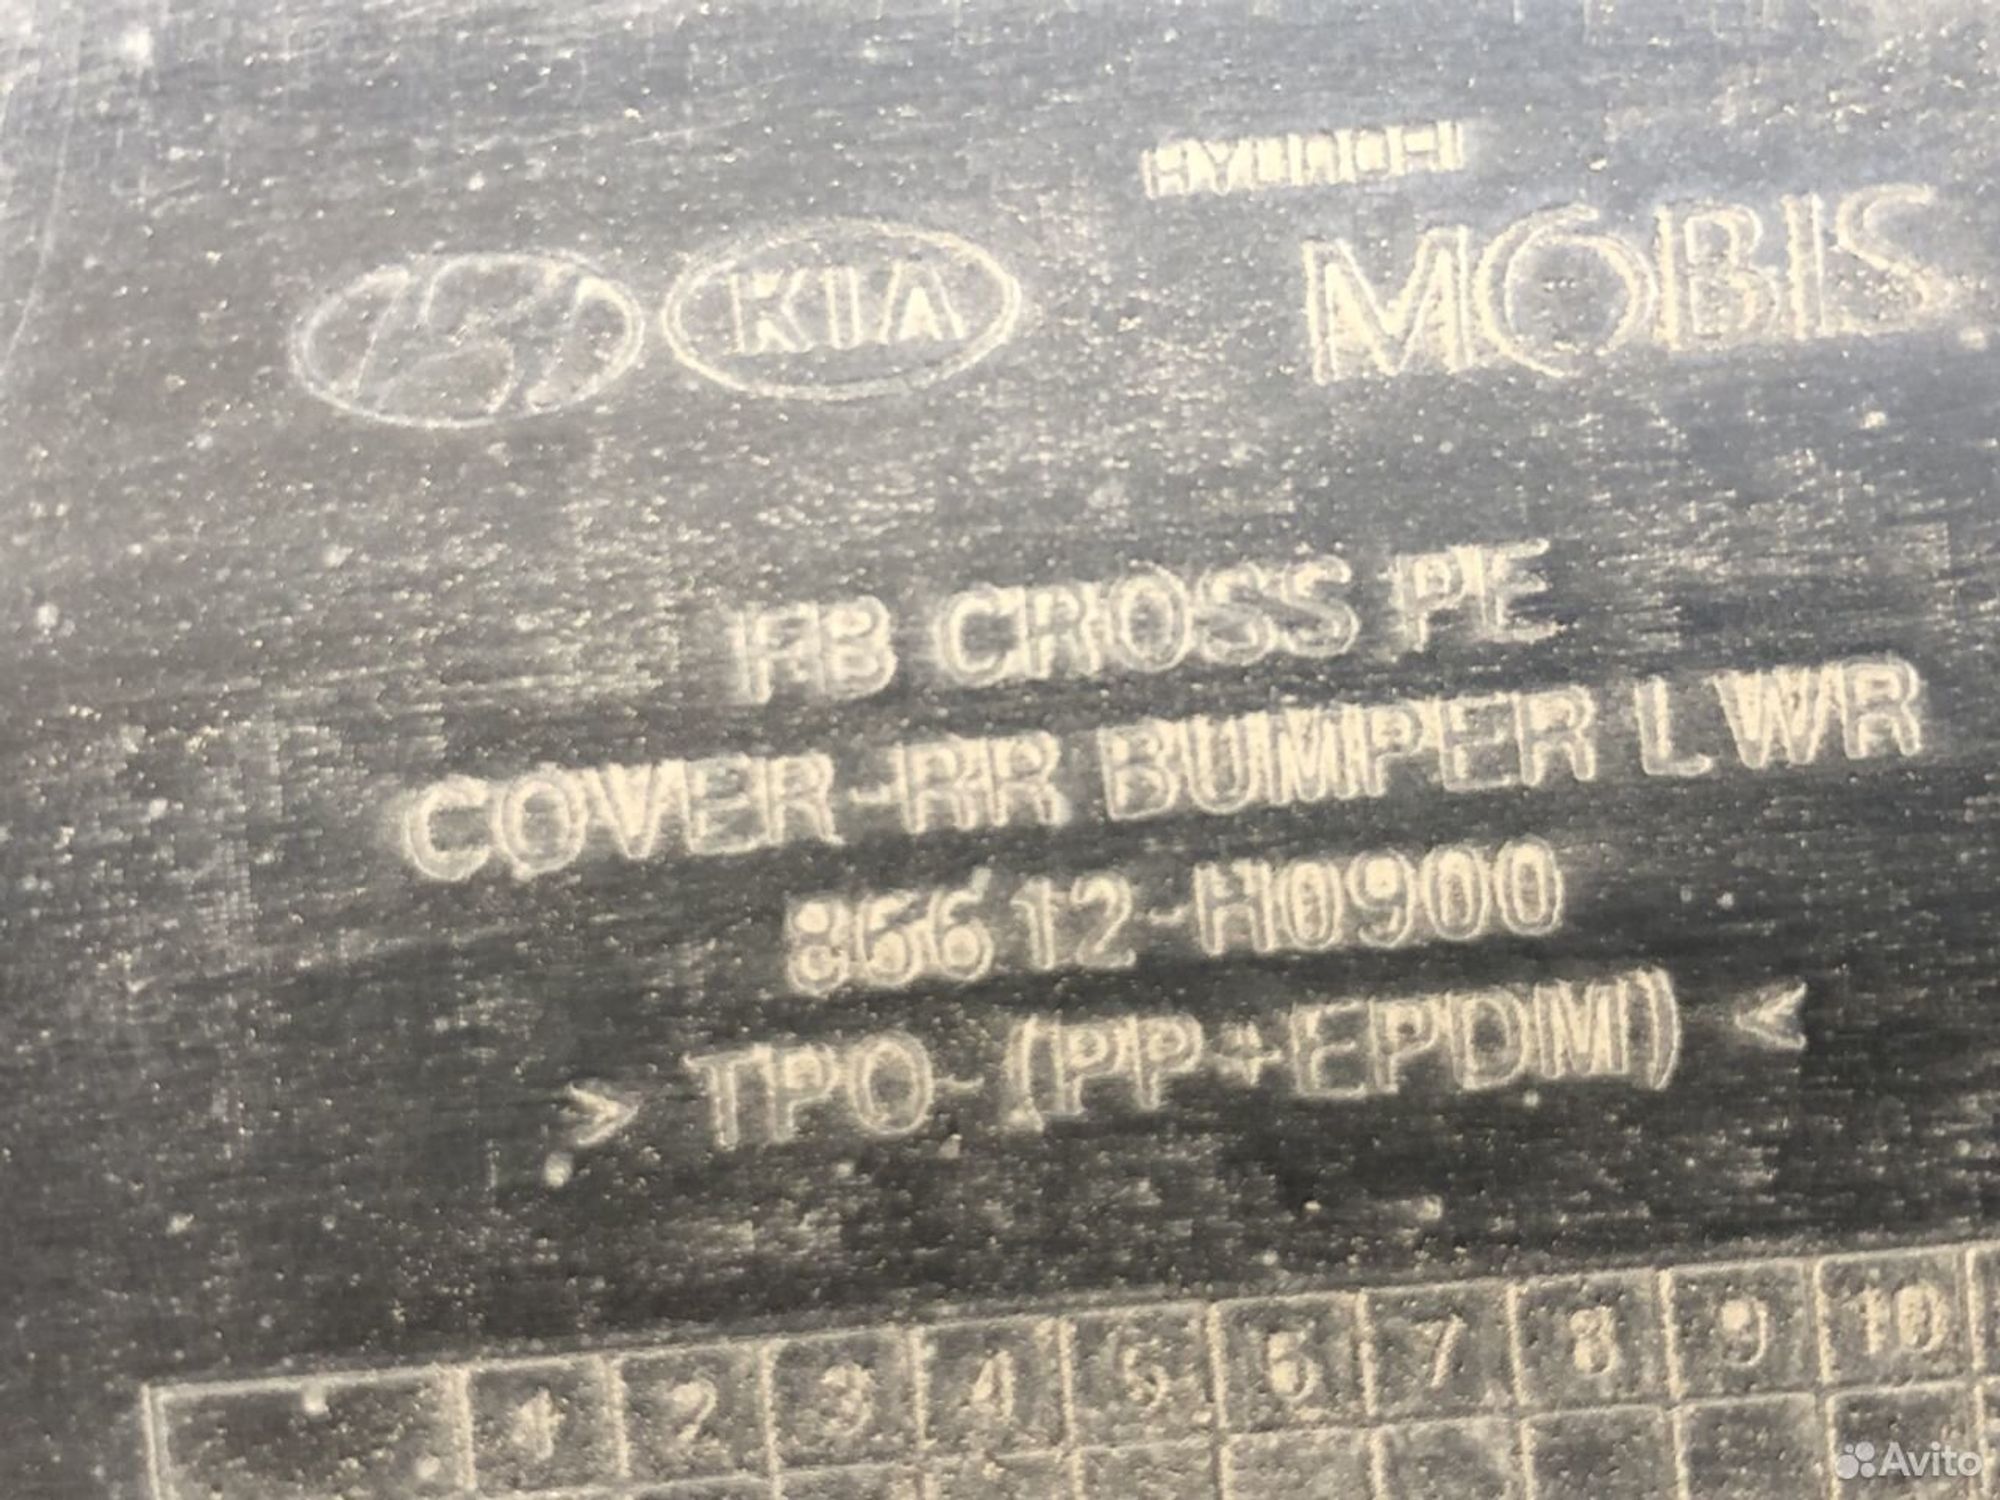 HYUNDAI
KIA MOBIS
FB CROSS PE
COVER-RR BUMPER LWR
86612-H0900
> TPO-(PP+EPDM) <
1 2 3 4 5 6 7 8 9 10
Avito